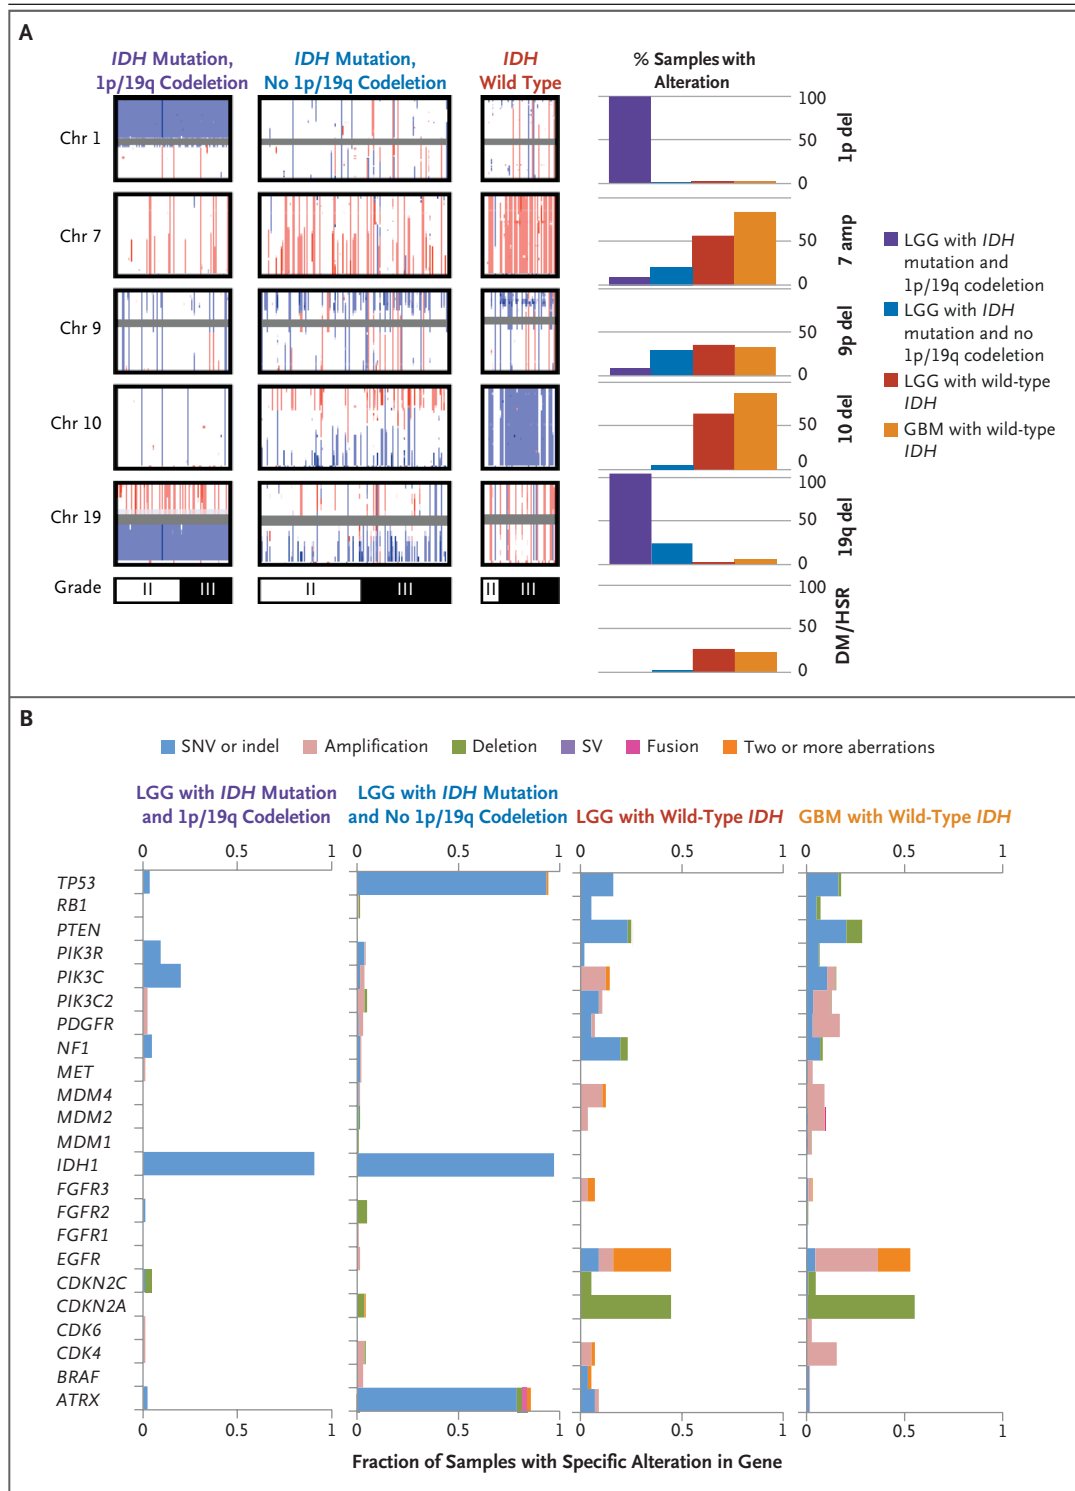 A
IDH Mutation,
1p/19q Codeletion
IDH Mutation,
No 1p/19q Codeletion
IDH
Wild Type
% Samples with
Alteration
Chr 1
Chr 7
Chr 9
Chr 10
Chr 19
Grade
II
III
II
III
II
III
100
50
0
1p del
50
0
7 amp
50
0
9p del
50
0
10 del
100
50
0
19q del
100
50
0
DM/HSR
LGG with IDH
mutation and
1p/19q codeletion
LGG with IDH
mutation and no
1p/19q codeletion
LGG with wild-type
IDH
GBM with wild-type
IDH
B
SNV or indel
Amplification
Deletion
SV
Fusion
Two or more aberrations
LGG with IDH Mutation
and 1p/19q Codeletion
LGG with IDH Mutation
and No 1p/19q Codeletion
LGG with Wild-Type IDH
GBM with Wild-Type IDH
0 0.5 1
0 0.5 1
0 0.5 1
0 0.5 1
TP53
RB1
PTEN
PIK3R
PIK3C
PIK3C2
PDGFR
NF1
MET
MDM4
MDM2
MDM1
IDH1
FGFR3
FGFR2
FGFR1
EGFR
CDKN2C
CDKN2A
CDK6
CDK4
BRAF
ATRX
0 0.5 1
0 0.5 1
0 0.5 1
0 0.5 1
Fraction of Samples with Specific Alteration in Gene